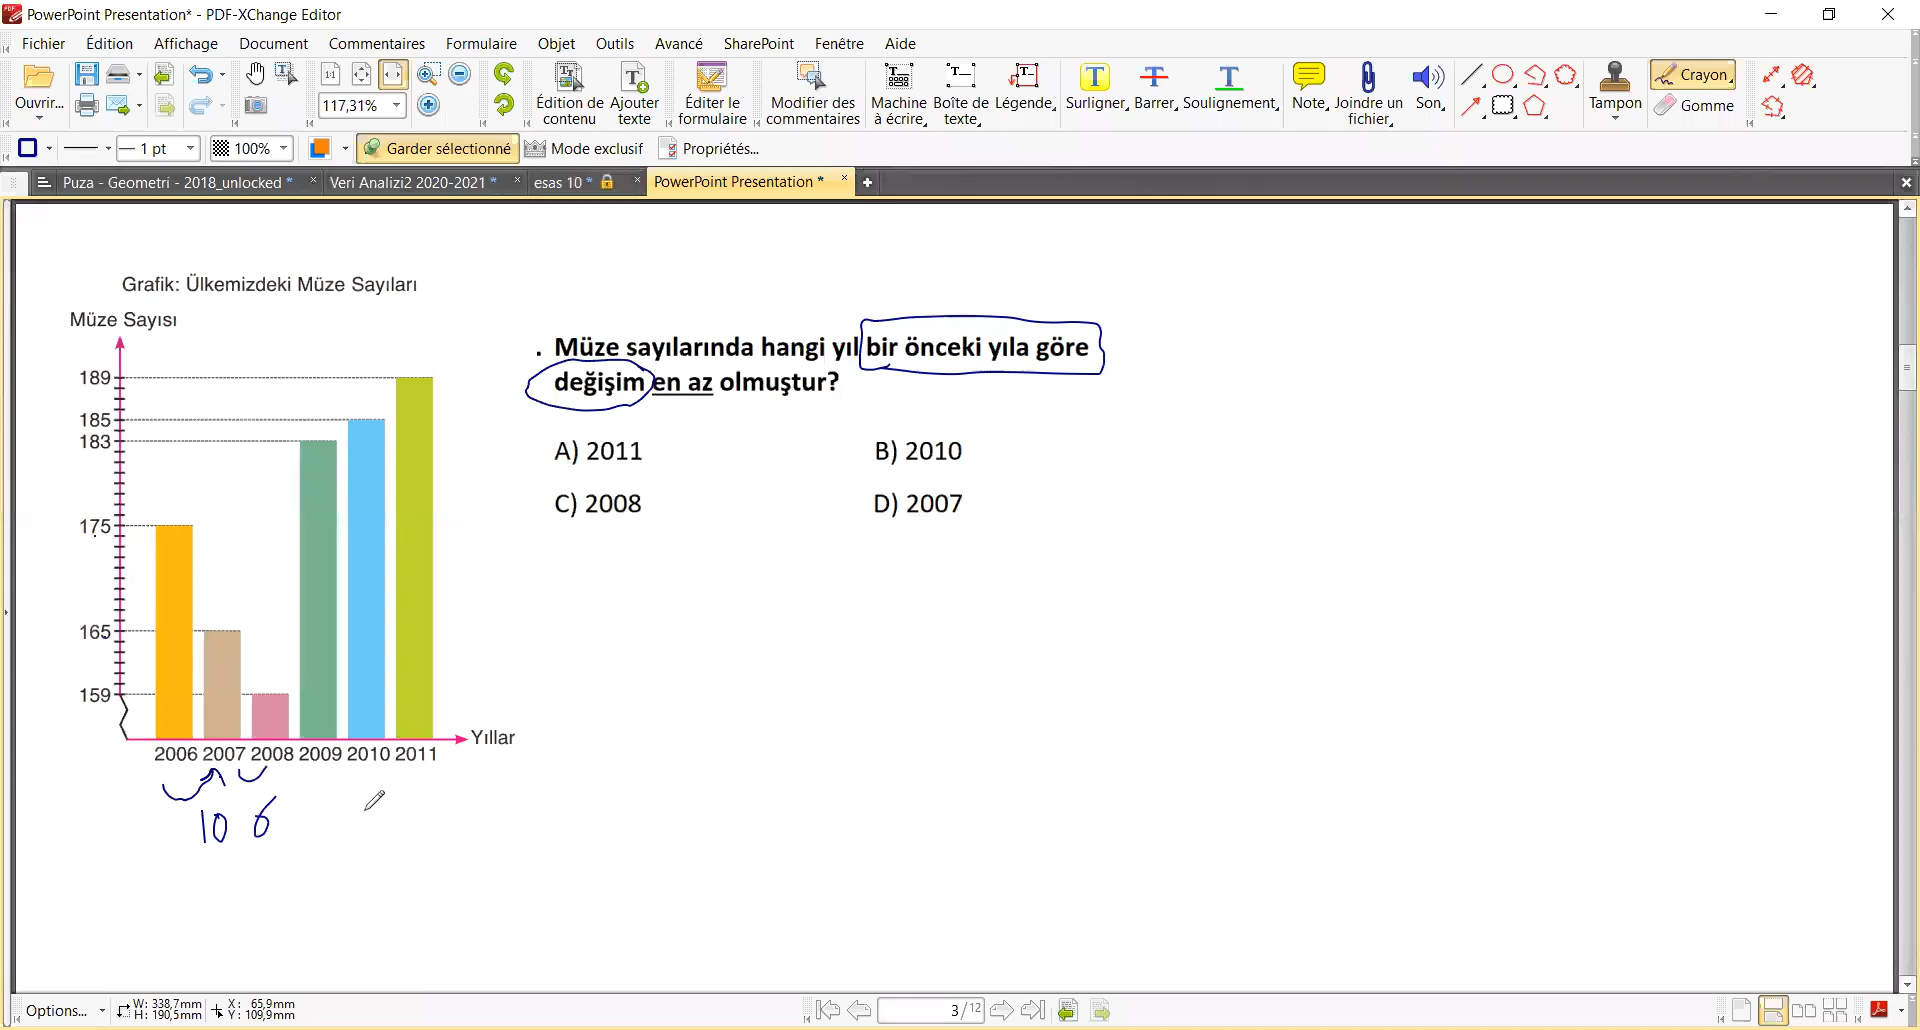 PowerPoint Presentation* - PDF-XChange Editor
Fichier Édition Affichage Document Commentaires Formulaire Objet Outils Avancé SharePoint Fenêtre Aide
Ouvrir...
117,31%
Édition de contenu
Ajouter texte
Éditer le formulaire
Modifier des commentaires
Machine à écrire
Boîte de texte
Légende
Surligner
Barrer
Soulignement
Note
Joindre un fichier
Son
Tampon
Crayon
Gomme
1 pt 100% Garder sélectionné Mode exclusif Propriétés...
Puza - Geometri - 2018_unlocked * Veri Analizi2 2020-2021 * esas 10 * PowerPoint Presentation *
Grafik: Ülkemizdeki Müze Sayıları
Müze Sayısı
189
185
183
175
165
159
Yıllar
2006 2007 2008 2009 2010 2011
10 6
. Müze sayılarında hangi yıl bir önceki yıla göre
değişim en az olmuştur?
A) 2011 B) 2010
C) 2008 D) 2007
Options... W: 338,7mm H: 190,5mm X: 65,9mm Y: 109,9mm 3 / 12